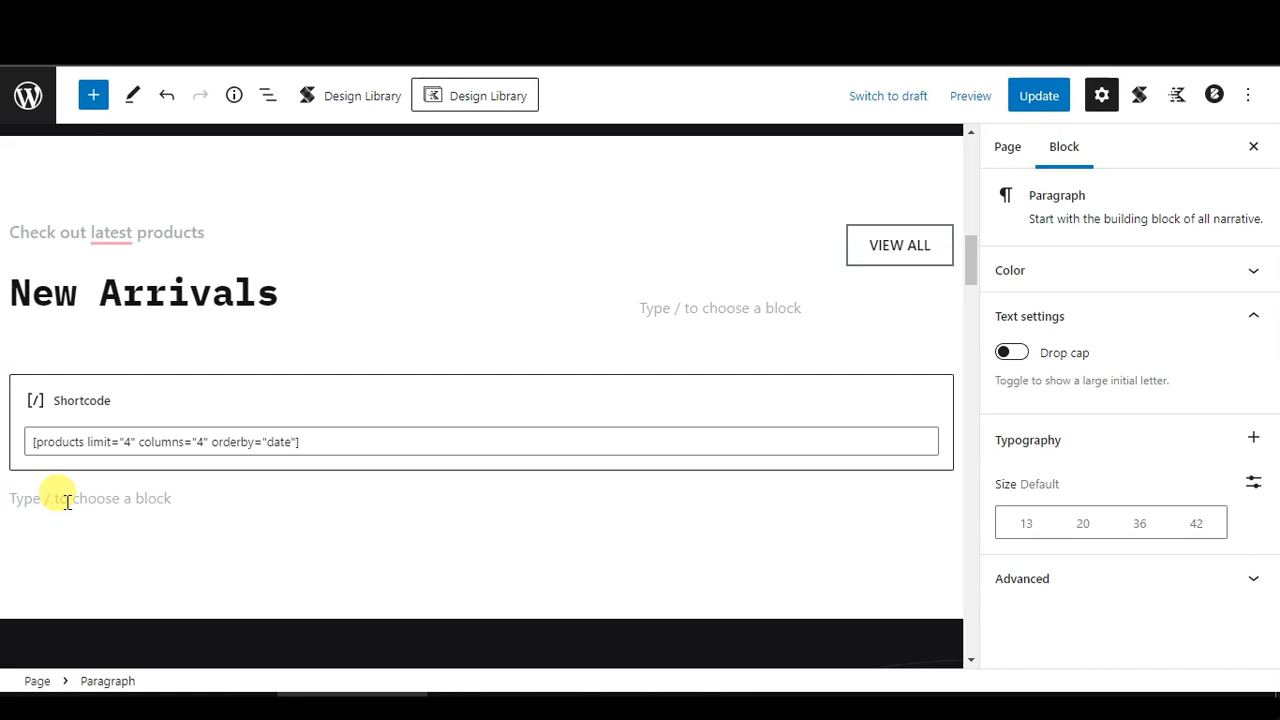 Design Library
Design Library
Switch to draft
Preview
Update
Check out latest products
VIEW ALL
New Arrivals
Type / to choose a block
[/] Shortcode
[products limit="4" columns="4" orderby="date"]
Type / to choose a block
Page
Block
Paragraph
Start with the building block of all narrative.
Color
Text settings
Drop cap
Toggle to show a large initial letter.
Typography
Size Default
13 20 36 42
Advanced
Page > Paragraph